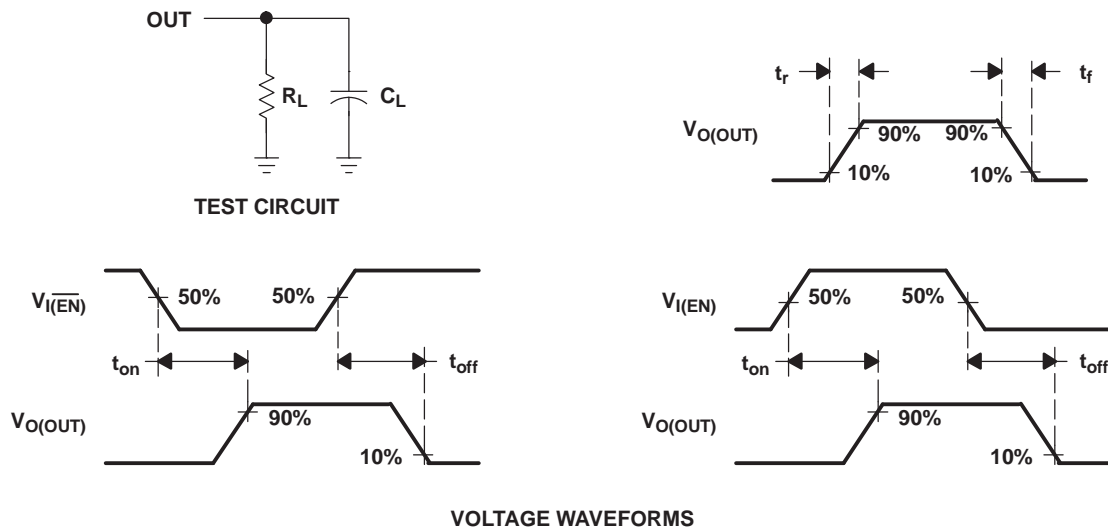 OUT
R_L
C_L
TEST CIRCUIT
t_r
t_f
V_O(OUT)
90%
90%
10%
10%
V_I(E̅N̅)
50%
50%
t_on
t_off
V_O(OUT)
90%
10%
V_I(EN)
50%
50%
t_on
t_off
V_O(OUT)
90%
10%
VOLTAGE WAVEFORMS